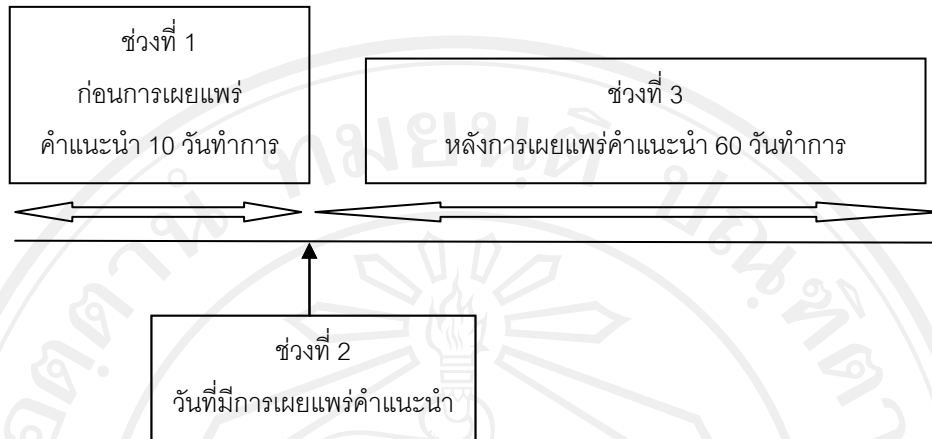 ช่วงที่ 1
ก่อนการเผยแพร่
คำแนะนำ 10 วันทำการ
ช่วงที่ 3
หลังการเผยแพร่คำแนะนำ 60 วันทำการ
ช่วงที่ 2
วันที่มีการเผยแพร่คำแนะนำ